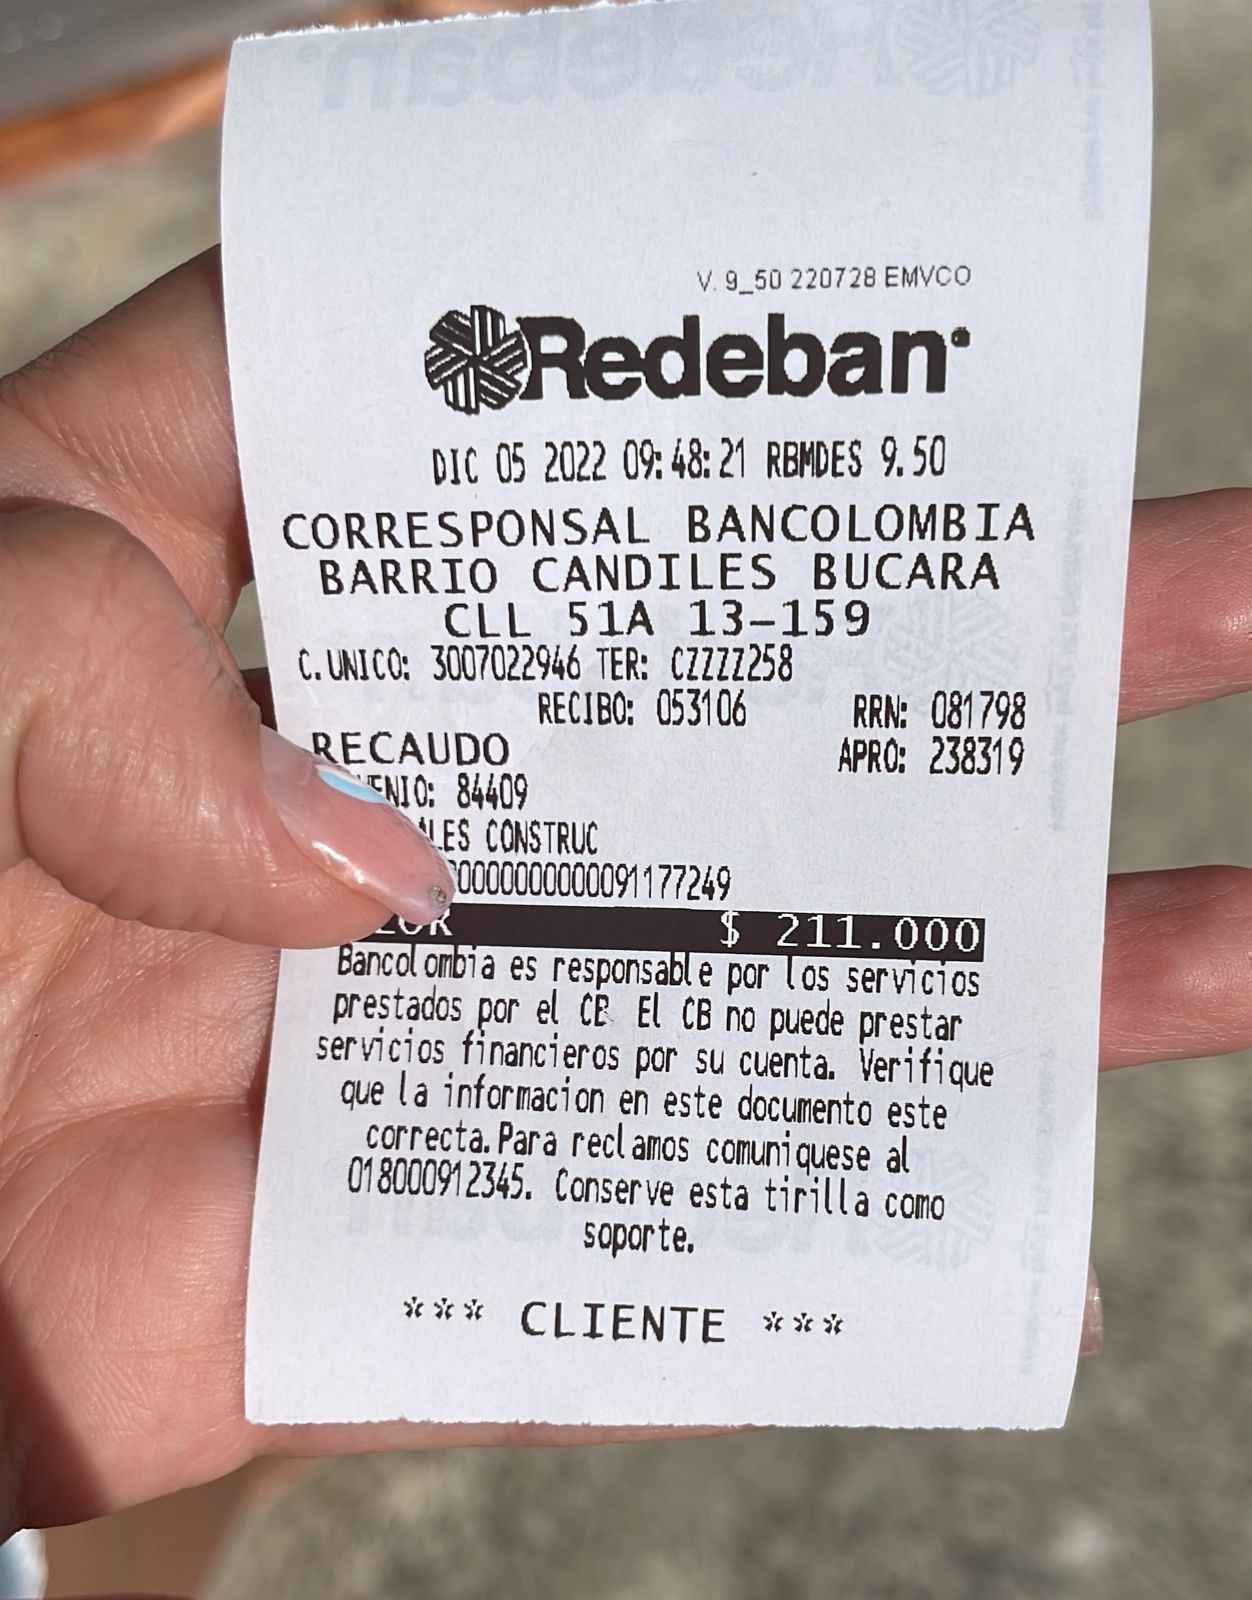 V. 9_50 220728 EMVCO
Redeban
DIC 05 2022 09:48:21 RBMDES 9.50
CORRESPONSAL BANCOLOMBIA
BARRIO CANDILES BUCARA
CLL 51A 13-159
C.UNICO: 3007022946 TER: CZZZZ258
RECIBO: 053106 RRN: 081798
RECAUDO APRO: 238319
84409
CONSTRUC
$ 211.000
Bancolombia es responsable por los servicios
prestados por el CB. El CB no puede prestar
servicios financieros por su cuenta. Verifique
que la informacion en este documento este
correcta.Para reclamos comuniquese al
018000912345. Conserve esta tirilla como
soporte.
*** CLIENTE ***